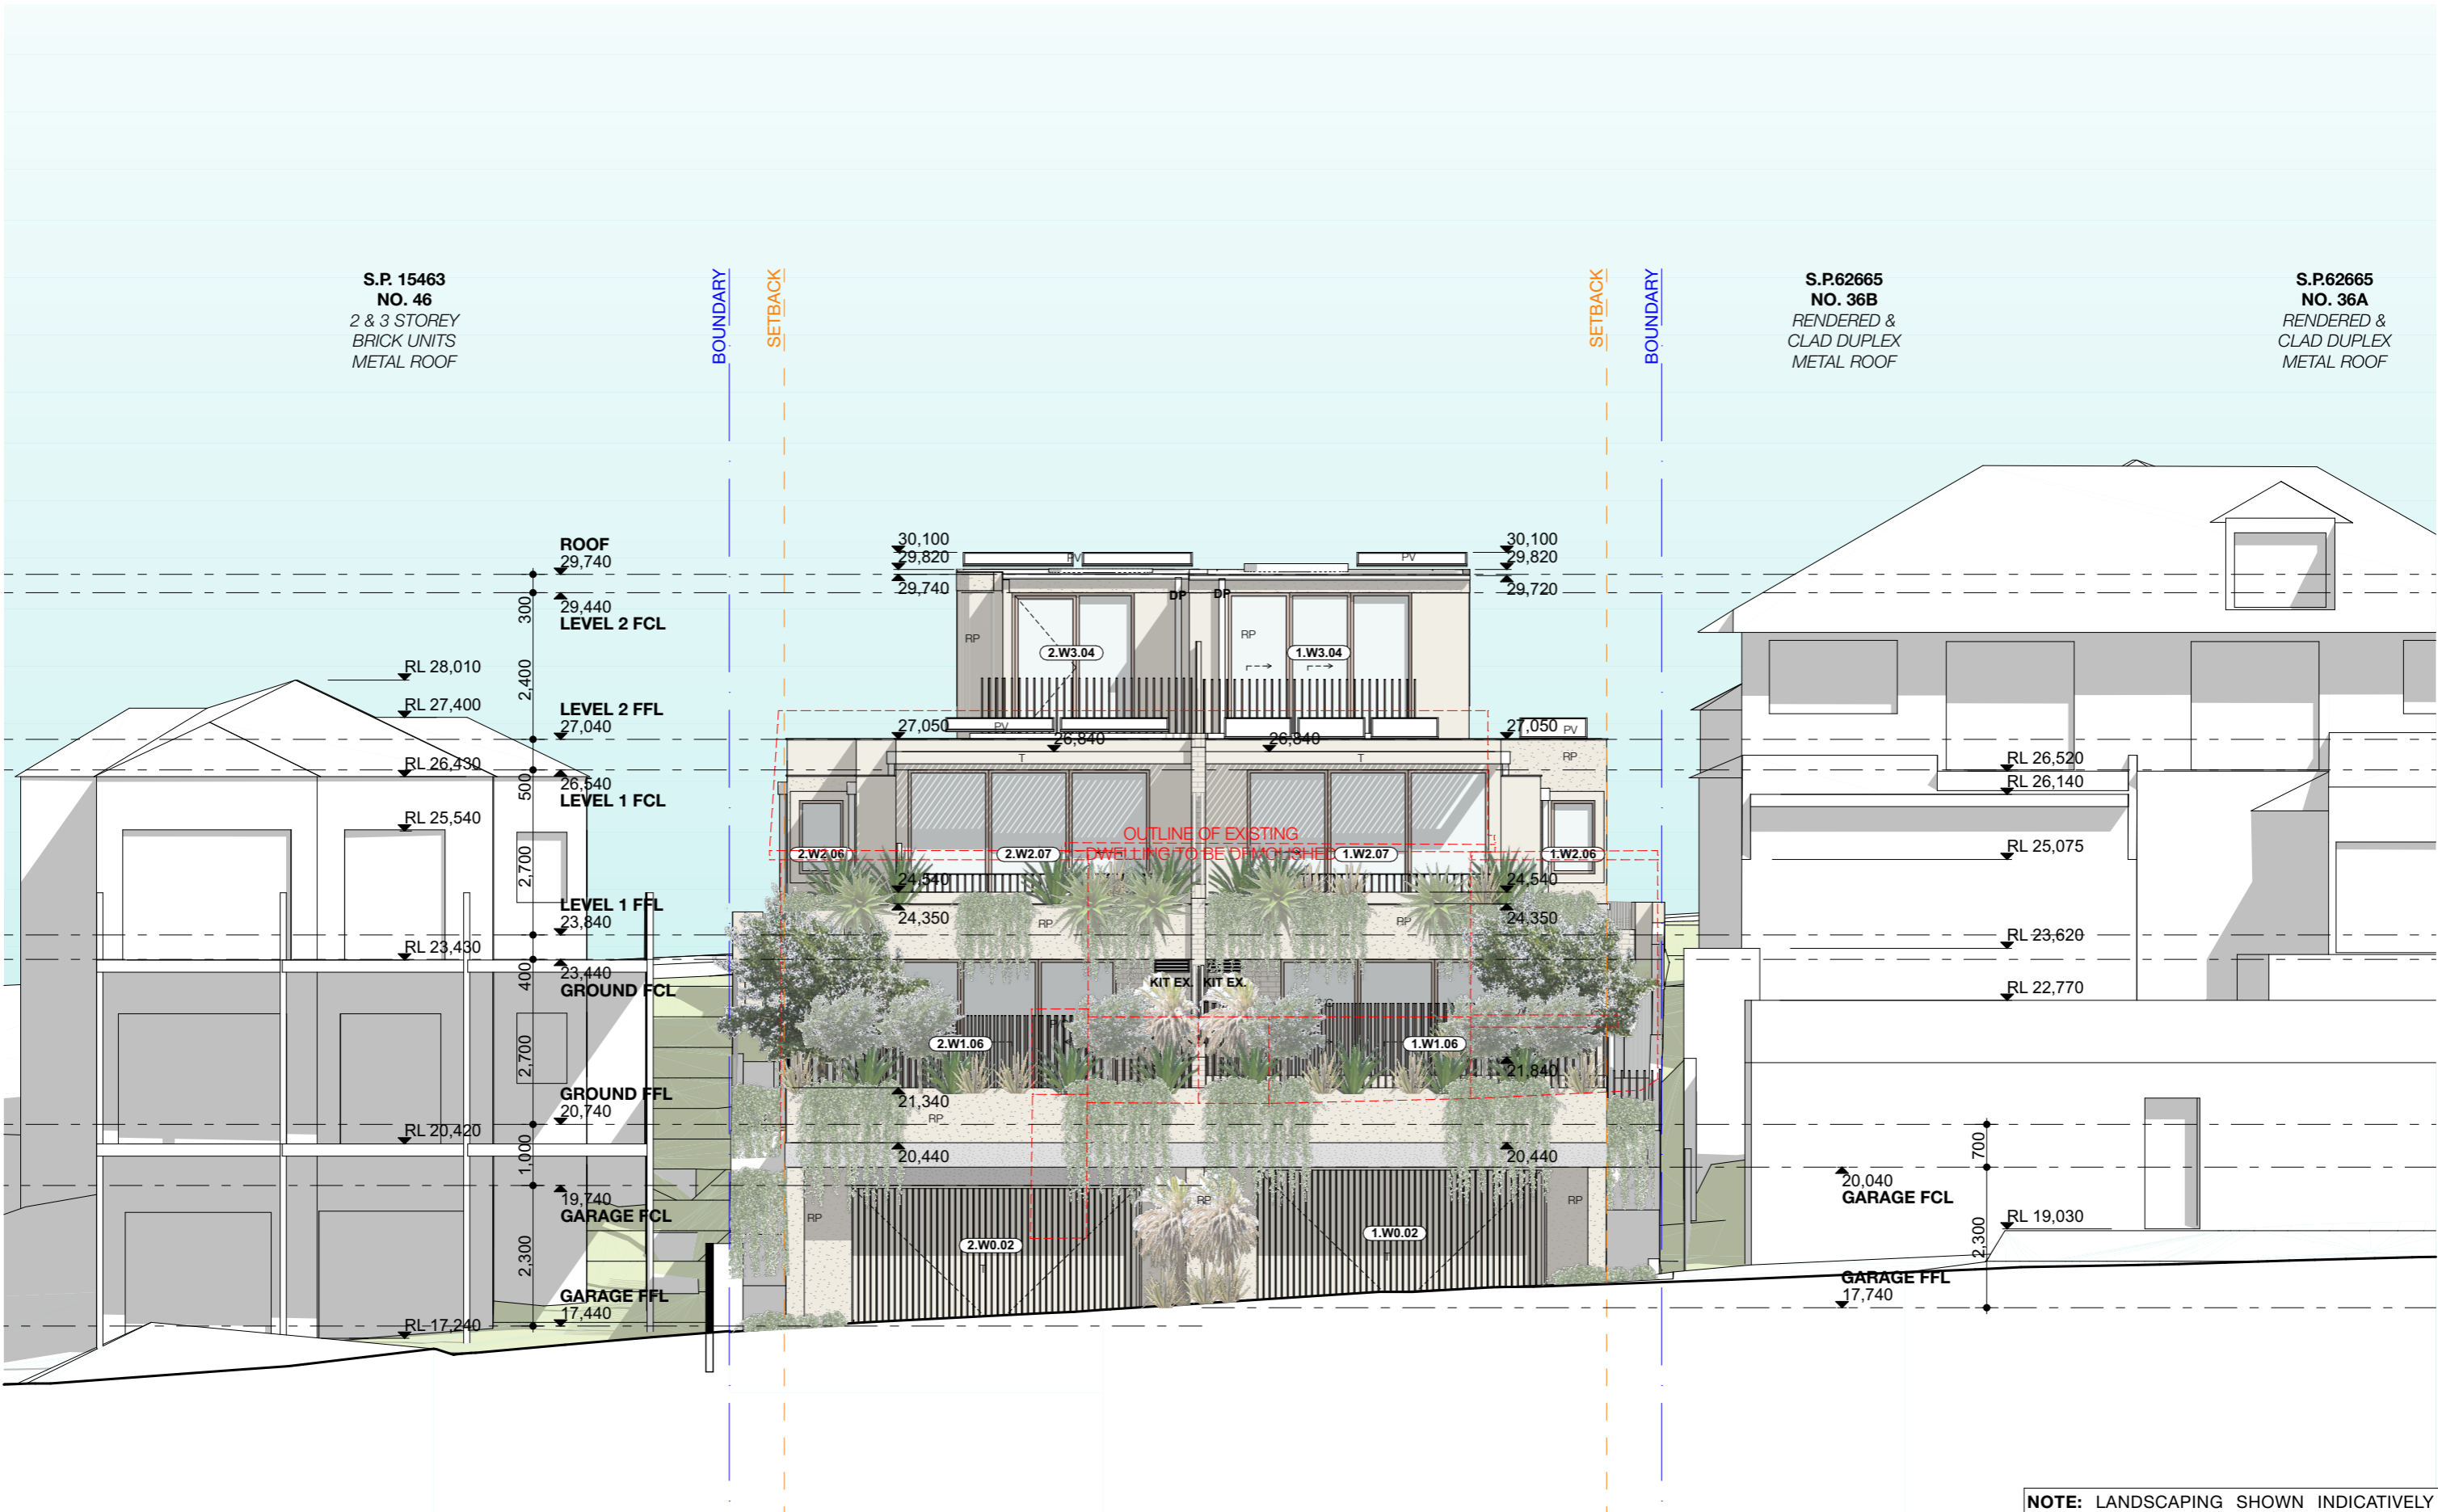 S.P. 15463
NO. 46
2 & 3 STOREY
BRICK UNITS
METAL ROOF
BOUNDARY
SETBACK
SETBACK
BOUNDARY
S.P.62665
NO. 36B
RENDERED &
CLAD DUPLEX
METAL ROOF
S.P.62665
NO. 36A
RENDERED &
CLAD DUPLEX
METAL ROOF
ROOF
29,740
300
29,440
LEVEL 2 FCL
2,400
LEVEL 2 FFL
27,040
500
26,540
LEVEL 1 FCL
2,700
LEVEL 1 FFL
23,840
400
23,440
GROUND FCL
2,700
GROUND FFL
20,740
1,000
19,740
GARAGE FCL
2,300
GARAGE FFL
17,440
RL 28,010
RL 27,400
RL 26,430
RL 25,540
RL 23,430
RL 20,420
RL 17,240
30,100
29,820
29,740
PV
PV
30,100
29,820
29,720
DP
DP
RP
RP
2.W3.04
1.W3.04
27,050
PV
26,840
26,840
27,050
PV
T
T
RP
OUTLINE OF EXISTING
DWELLING TO BE DEMOLISHED
2.W2.06
2.W2.07
1.W2.07
1.W2.06
24,540
24,350
24,540
24,350
RP
RP
KIT EX.
KIT EX.
2.W1.06
1.W1.06
21,840
21,340
RP
20,440
20,440
RP
RP
RP
2.W0.02
1.W0.02
T
T
RL 26,520
RL 26,140
RL 25,075
RL 23,620
RL 22,770
700
20,040
GARAGE FCL
RL 19,030
2,300
GARAGE FFL
17,740
NOTE: LANDSCAPING SHOWN INDICATIVELY